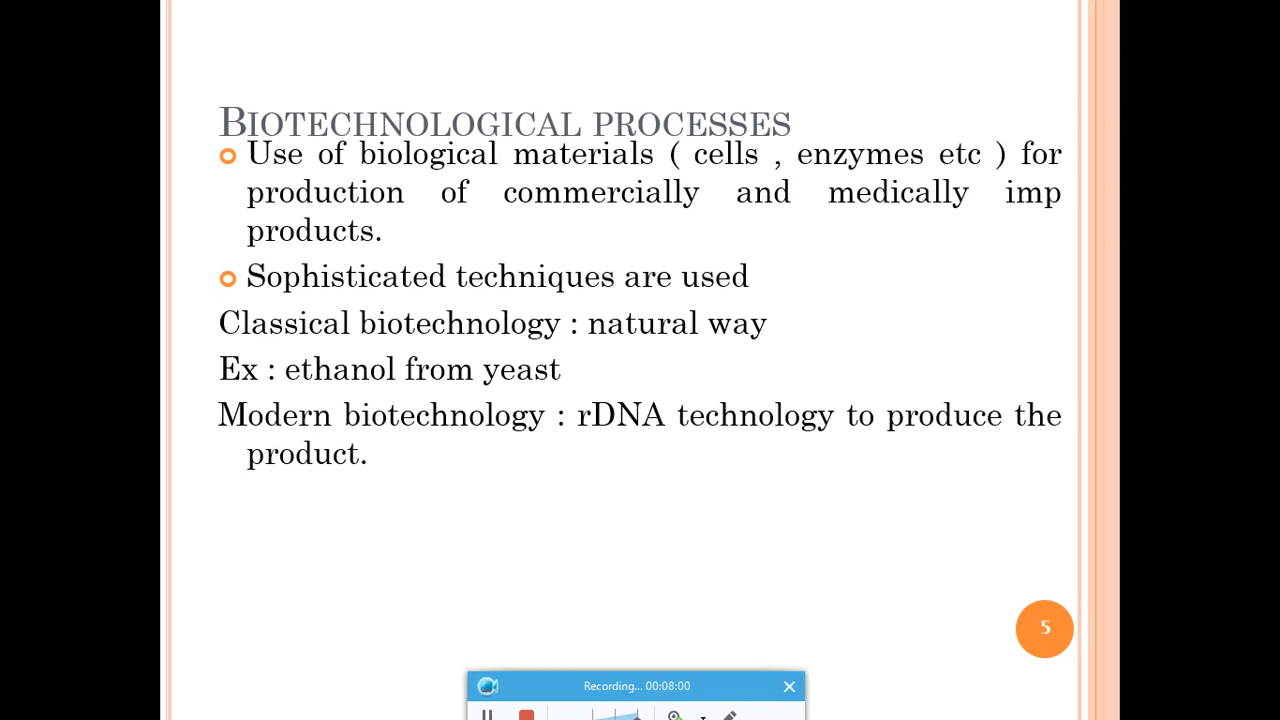 BIOTECHNOLOGICAL PROCESSES
Use of biological materials ( cells , enzymes etc ) for
production of commercially and medically imp
products.
Sophisticated techniques are used
Classical biotechnology : natural way
Ex : ethanol from yeast
Modern biotechnology : rDNA technology to produce the
product.
5
Recording... 00:08:00